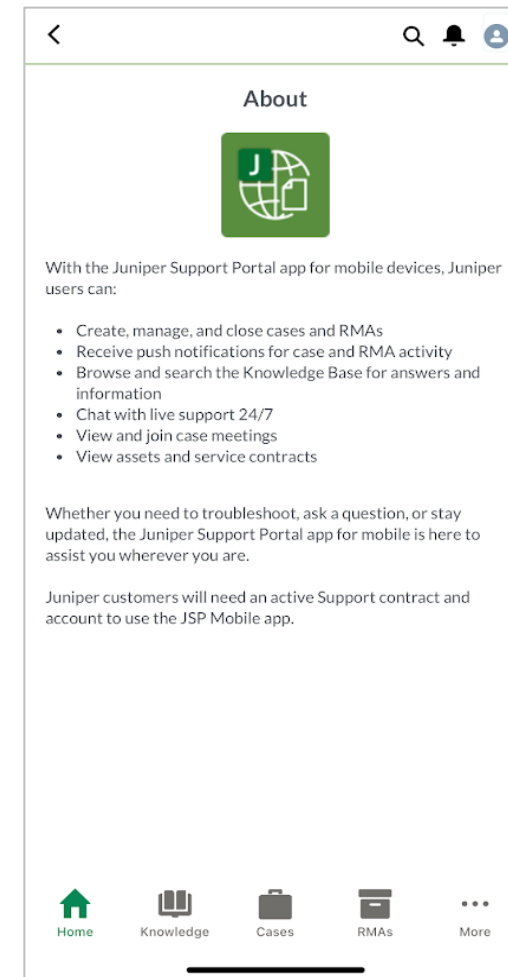 About
J
With the Juniper Support Portal app for mobile devices, Juniper
users can:
• Create, manage, and close cases and RMAs
• Receive push notifications for case and RMA activity
• Browse and search the Knowledge Base for answers and
information
• Chat with live support 24/7
• View and join case meetings
• View assets and service contracts
Whether you need to troubleshoot, ask a question, or stay
updated, the Juniper Support Portal app for mobile is here to
assist you wherever you are.
Juniper customers will need an active Support contract and
account to use the JSP Mobile app.
Home Knowledge Cases RMAs More